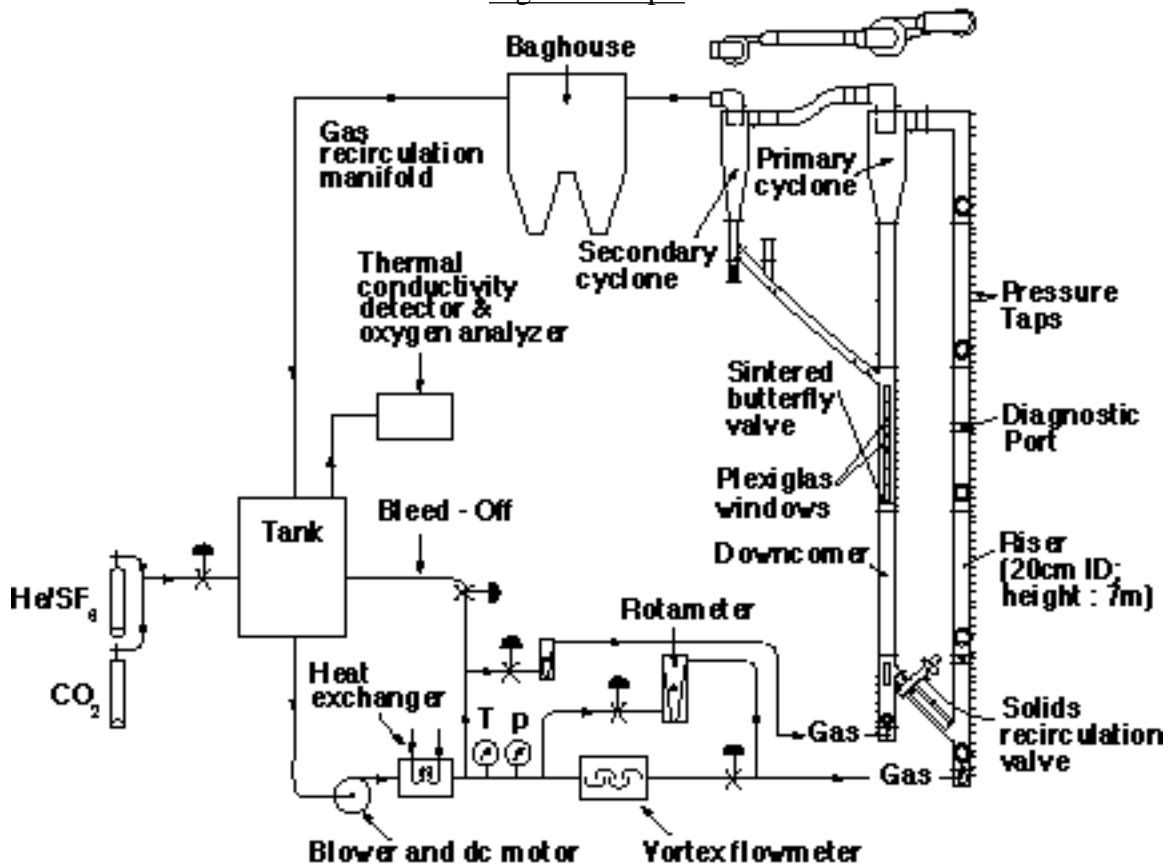 Baghouse
Gas
recirculation
manifold
Primary
cyclone
Secondary
cyclone
Thermal
conductivity
detector &
oxygen analyzer
Pressure
Taps
Sintered
butterfly
valve
Diagnostic
Port
Plexiglas
windows
Bleed - Off
Tank
Downcomer
Riser
(20cm ID;
height : 7m)
He/SF6
Rotameter
CO2
Heat
exchanger
T
p
Gas
Solids
recirculation
valve
Gas
Blower and dc motor
Vortex flowmeter